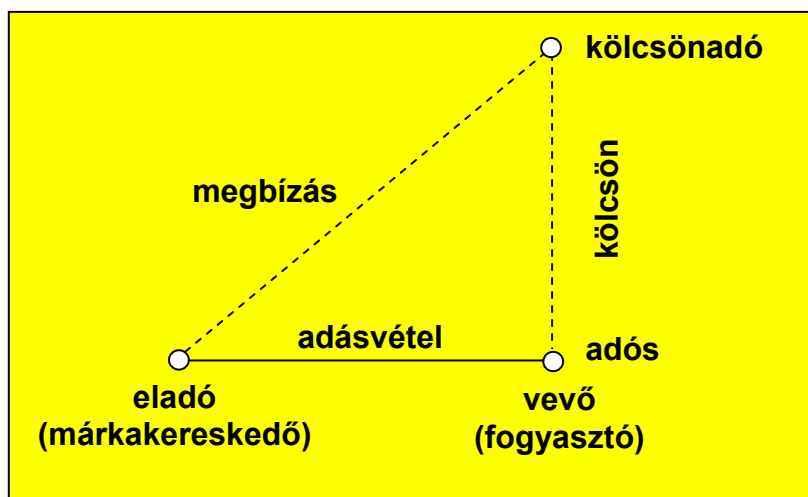 kölcsönadó
kölcsön
megbízás
adásvétel
adós
eladó
(márkakereskedő)
vevő
(fogyasztó)